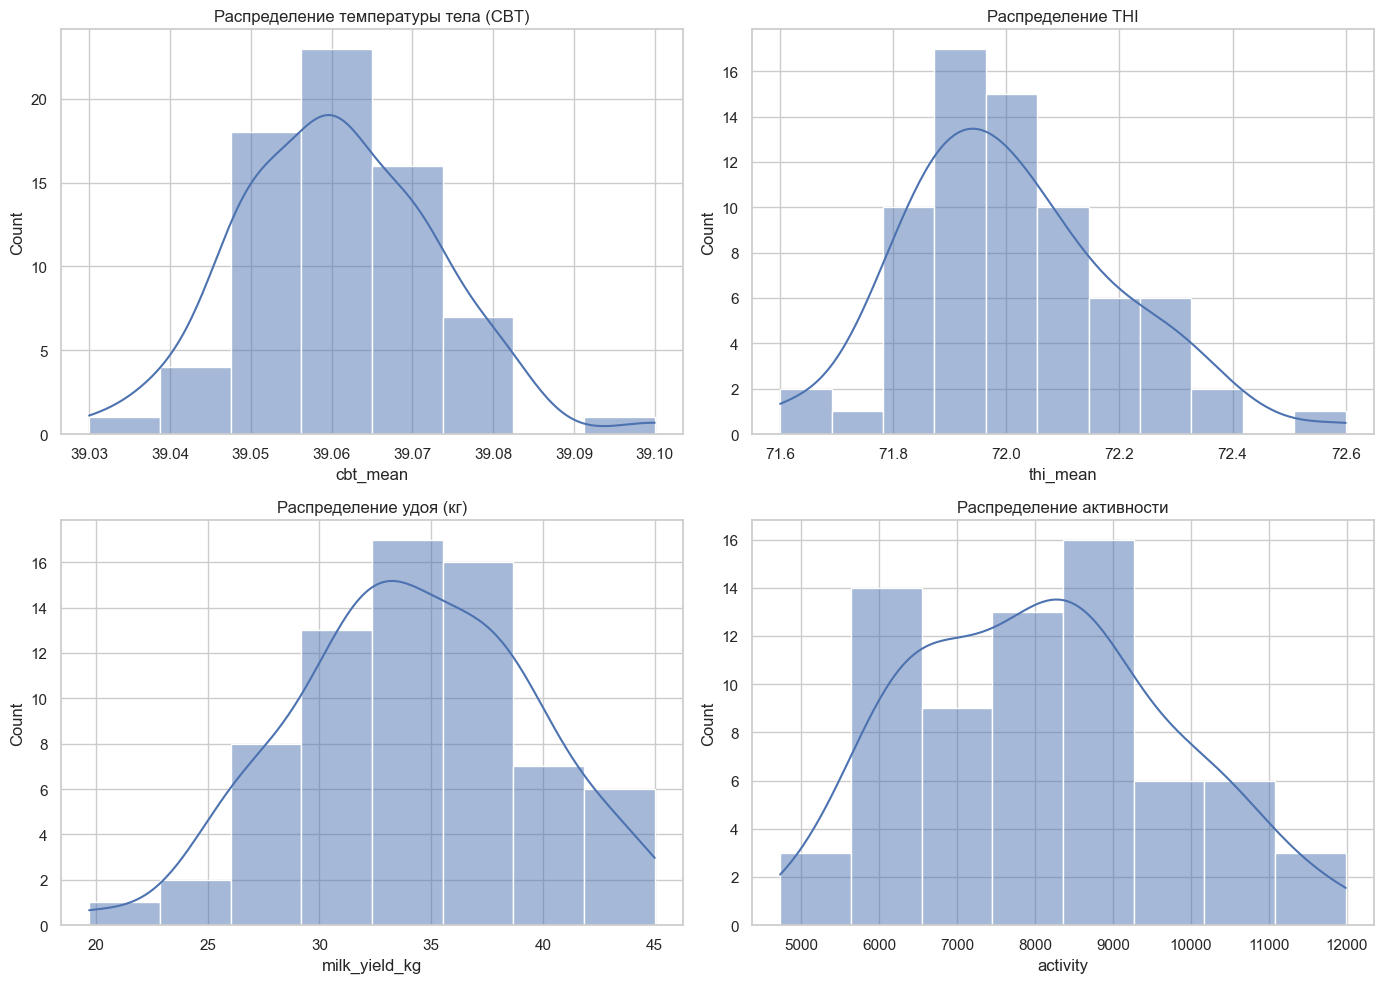 Распределение температуры тела (CBT)
Count
20
15
10
5
0
39.03 39.04 39.05 39.06 39.07 39.08 39.09 39.10
cbt_mean
Распределение THI
Count
16
14
12
10
8
6
4
2
0
71.6 71.8 72.0 72.2 72.4 72.6
thi_mean
Распределение удоя (кг)
Count
16
14
12
10
8
6
4
2
0
20 25 30 35 40 45
milk_yield_kg
Распределение активности
Count
16
14
12
10
8
6
4
2
0
5000 6000 7000 8000 9000 10000 11000 12000
activity